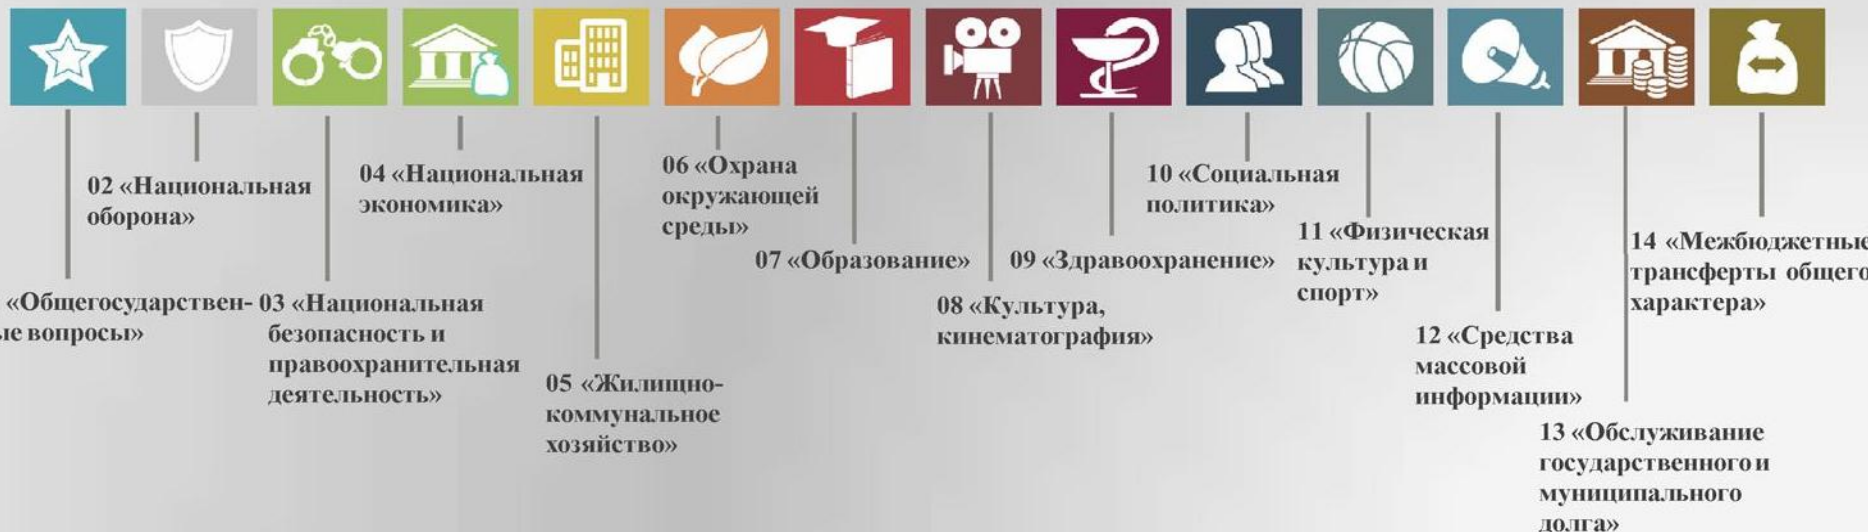 «Общегосударствен-
ые вопросы»
02 «Национальная
оборона»
03 «Национальная
безопасность и
правоохранительная
деятельность»
04 «Национальная
экономика»
05 «Жилищно-
коммунальное
хозяйство»
06 «Охрана
окружающей
среды»
07 «Образование»
08 «Культура,
кинематография»
09 «Здравоохранение»
10 «Социальная
политика»
11 «Физическая
культура и
спорт»
12 «Средства
массовой
информации»
13 «Обслуживание
государственного и
муниципального
долга»
14 «Межбюджетные
трансферты общего
характера»